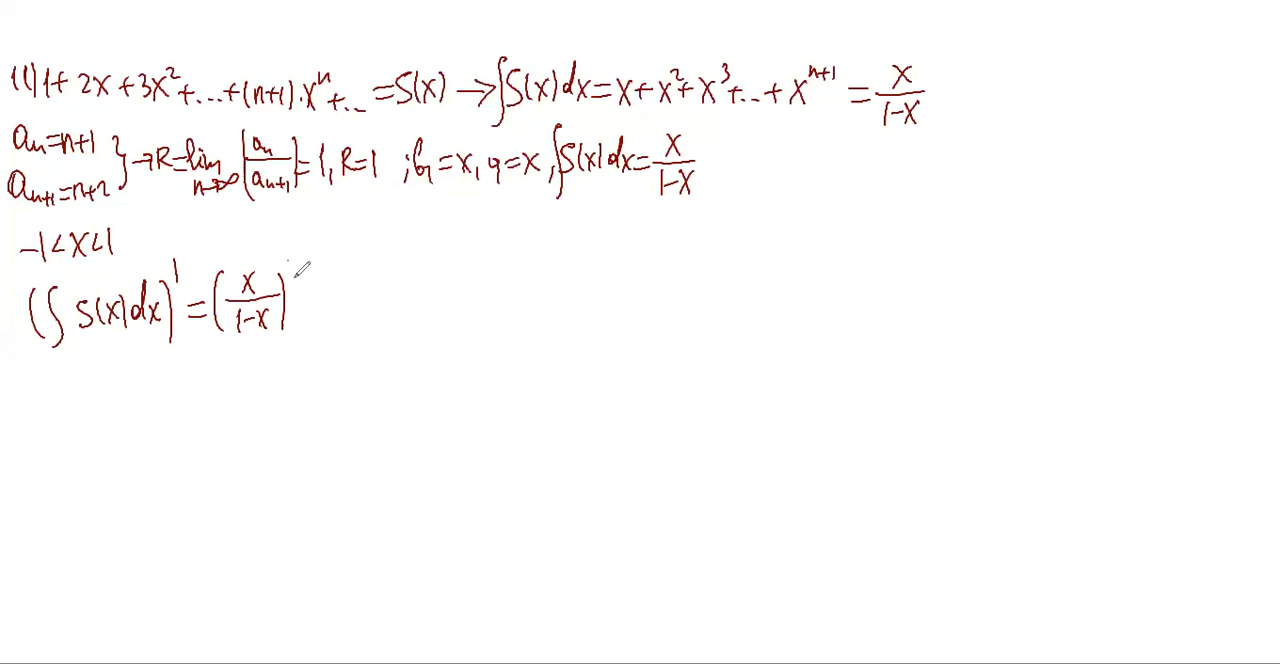 11) 1 + 2x + 3x² + ... + (n+1)·xⁿ + ... = S(x) → ∫S(x)dx = x + x² + x³ + ... + xⁿ⁺¹ = x/(1-x)
aₙ = n+1
aₙ₊₁ = n+2 } → R = lim n→∞ |aₙ/aₙ₊₁| = 1, R = 1 ; b₁ = x, q = x, ∫S(x)dx = x/(1-x)
-1 < x < 1
(∫ S(x)dx)' = (x/(1-x))